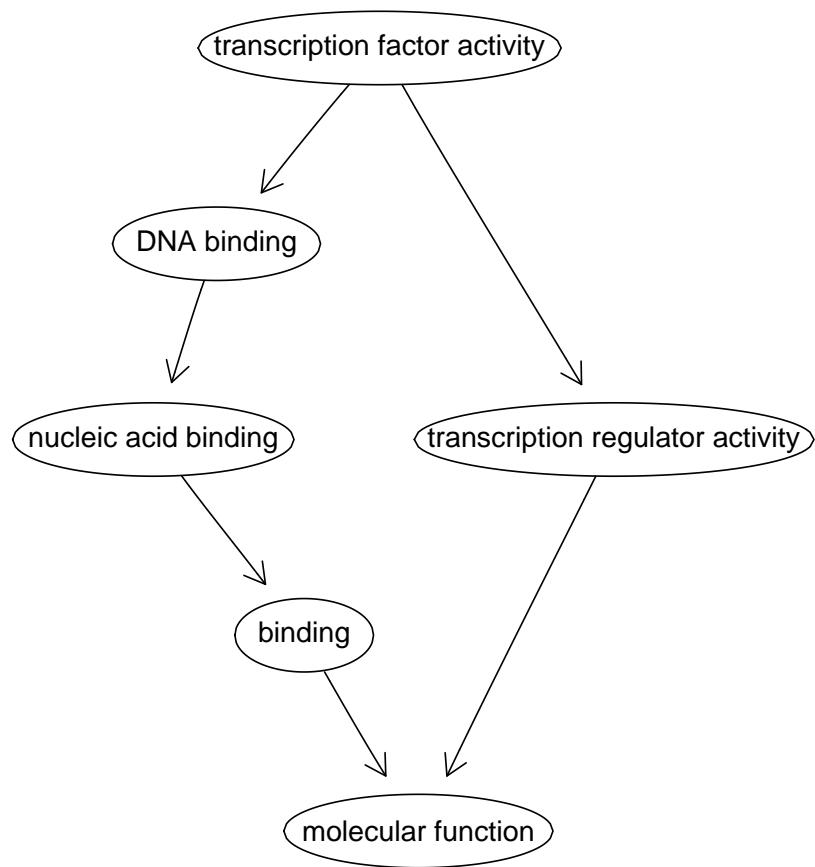 transcription factor activity
DNA binding
nucleic acid binding
transcription regulator activity
binding
molecular function